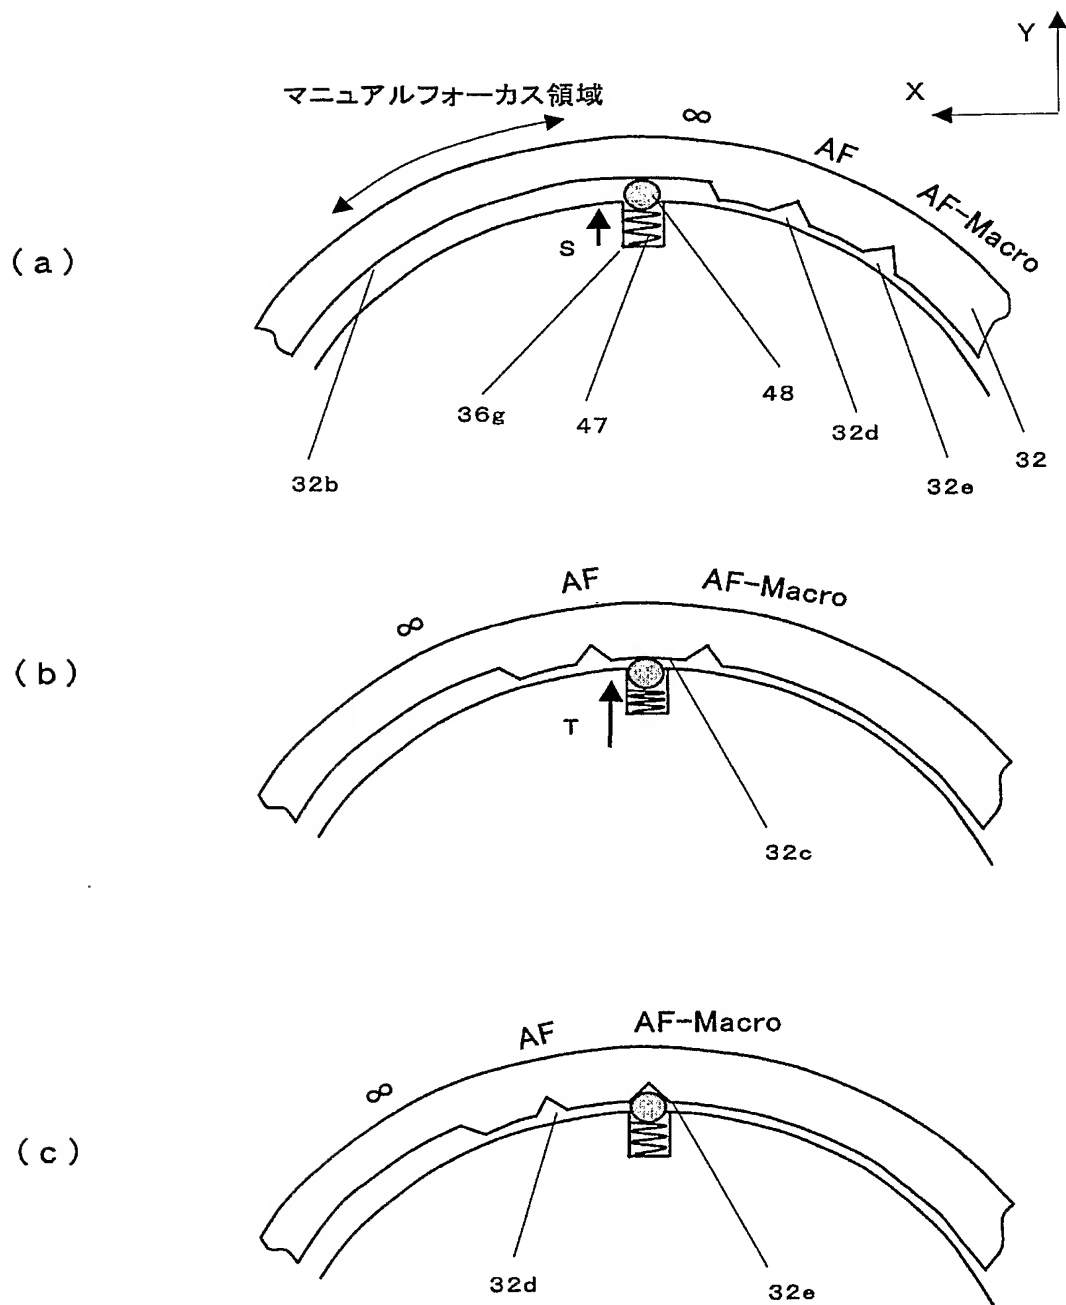 Y
X
マニュアルフォーカス領域
∞
AF
AF-Macro
(a)
S
36g
47
48
32d
32
32e
32b
AF
AF-Macro
∞
(b)
T
32c
AF
AF-Macro
∞
(c)
32d
32e